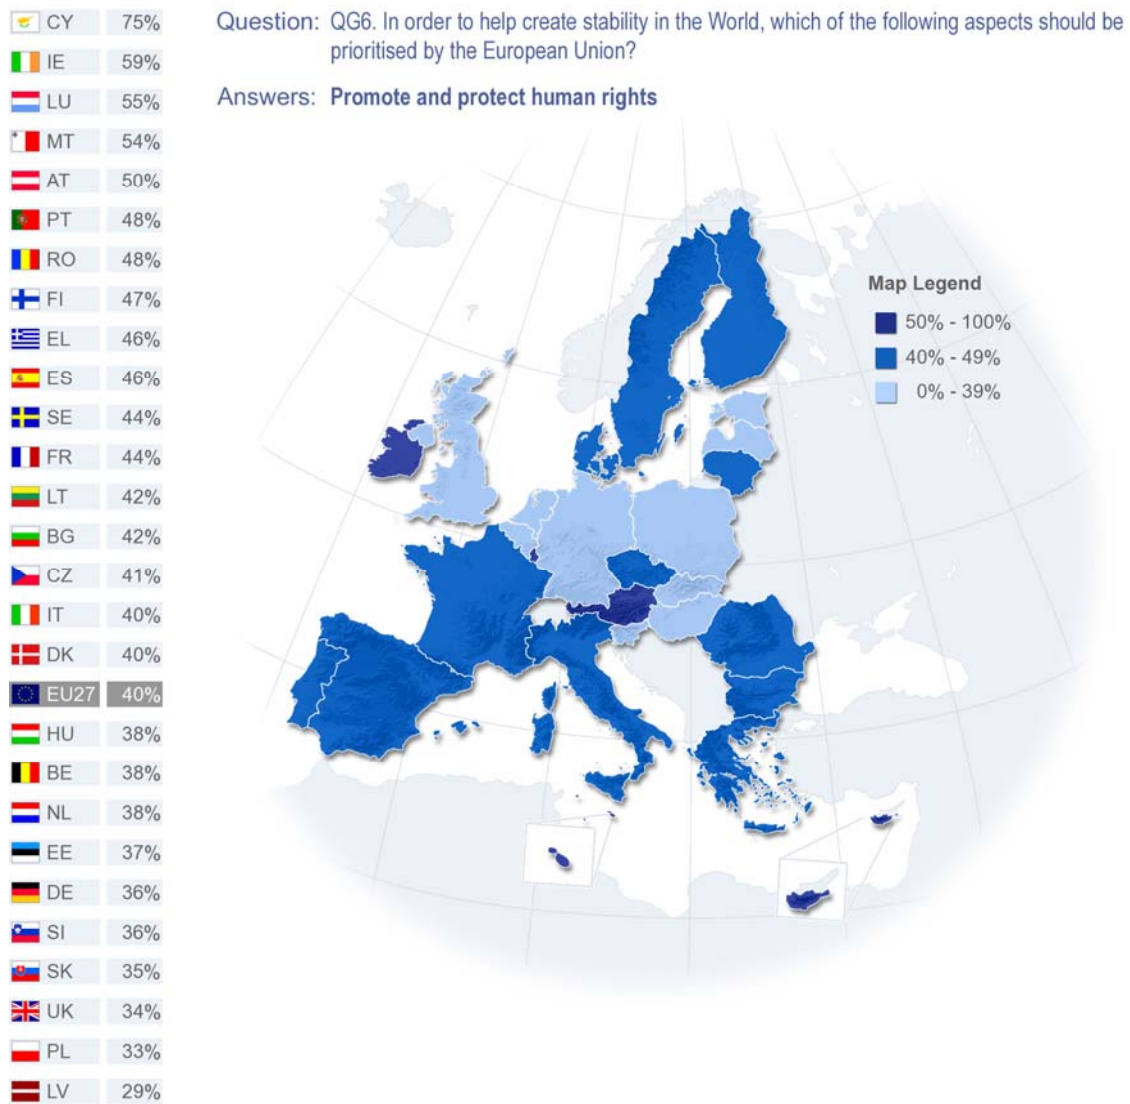 Question: QG6. In order to help create stability in the World, which of the following aspects should be
prioritised by the European Union?
Answers: Promote and protect human rights
CY 75%
IE 59%
LU 55%
MT 54%
AT 50%
PT 48%
RO 48%
FI 47%
EL 46%
ES 46%
SE 44%
FR 44%
LT 42%
BG 42%
CZ 41%
IT 40%
DK 40%
EU27 40%
HU 38%
BE 38%
NL 38%
EE 37%
DE 36%
SI 36%
SK 35%
UK 34%
PL 33%
LV 29%
Map Legend
50% - 100%
40% - 49%
0% - 39%